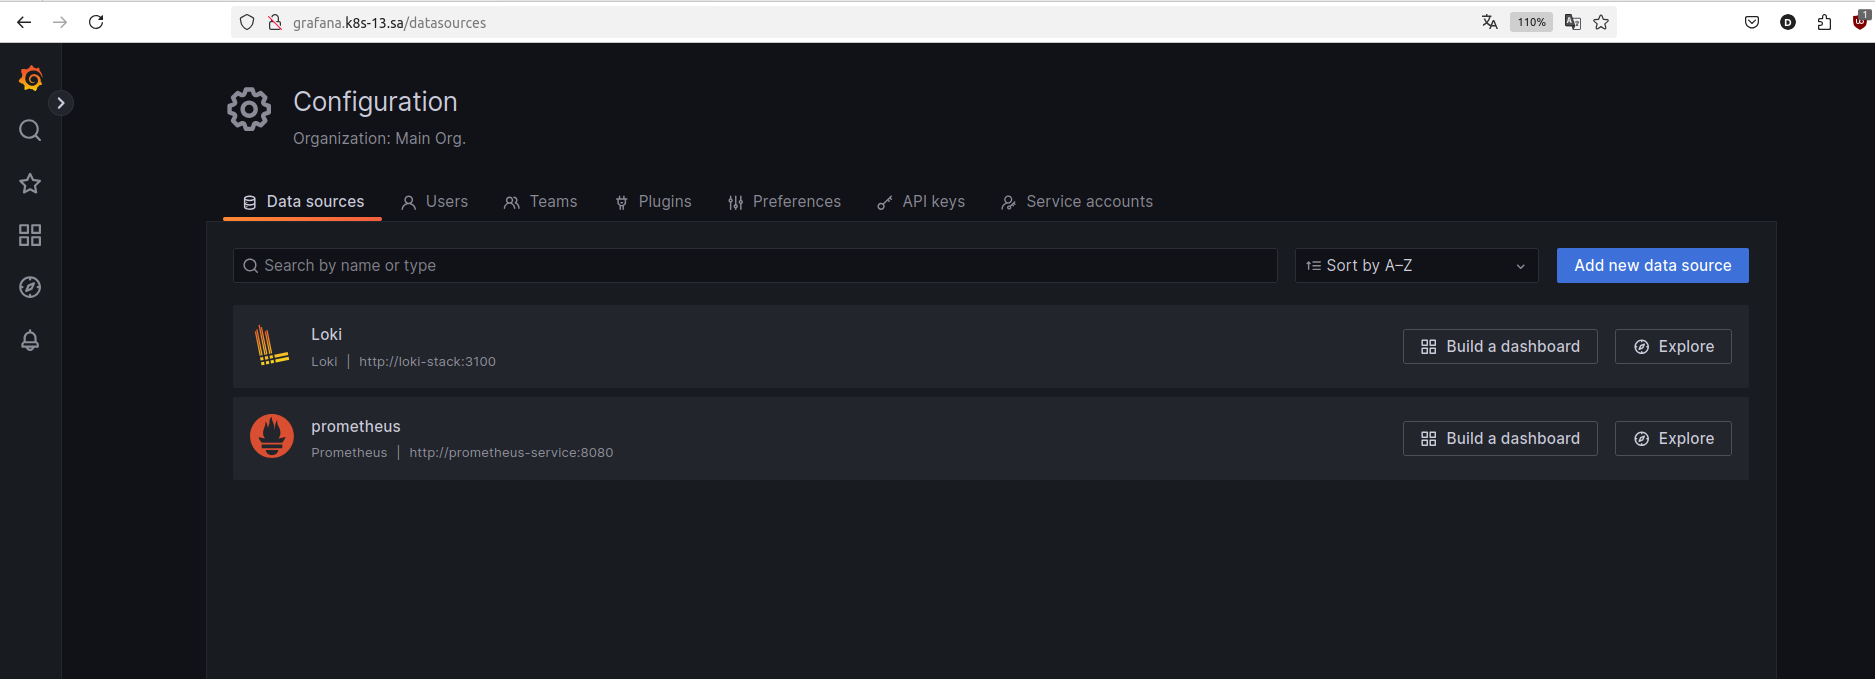 grafana.k8s-13.sa/datasources
110%
D
1
Configuration
Organization: Main Org.
Data sources
Users
Teams
Plugins
Preferences
API keys
Service accounts
Search by name or type
Sort by A–Z
Add new data source
Loki
Loki | http://loki-stack:3100
Build a dashboard
Explore
prometheus
Prometheus | http://prometheus-service:8080
Build a dashboard
Explore